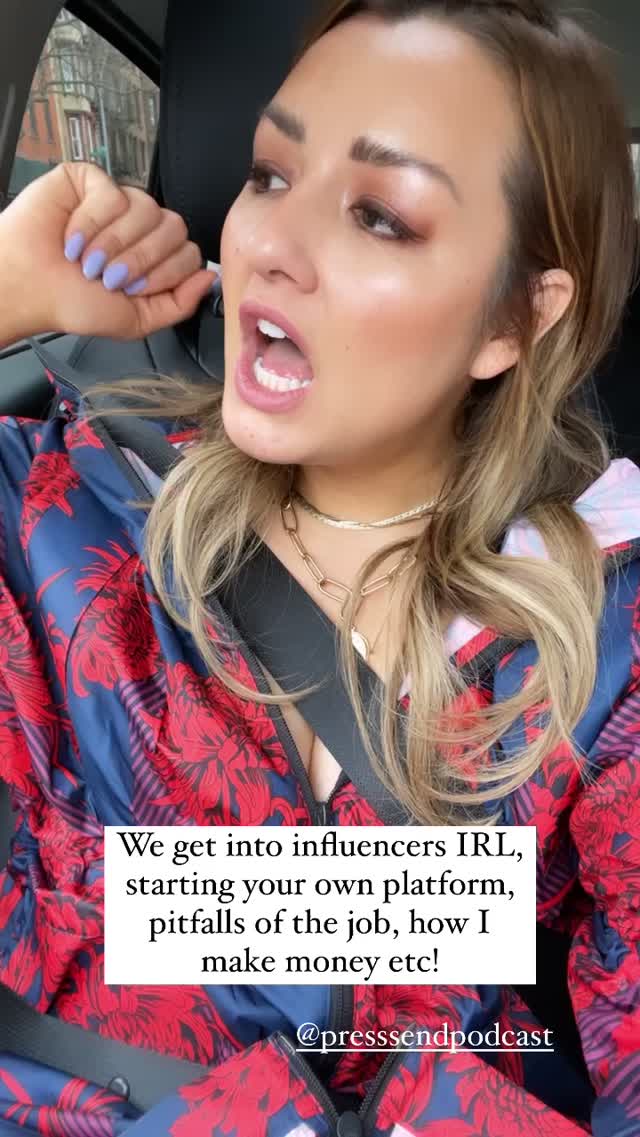 We get into influencers IRL,
starting your own platform,
pitfalls of the job, how I
make money etc!
@presssendpodcast